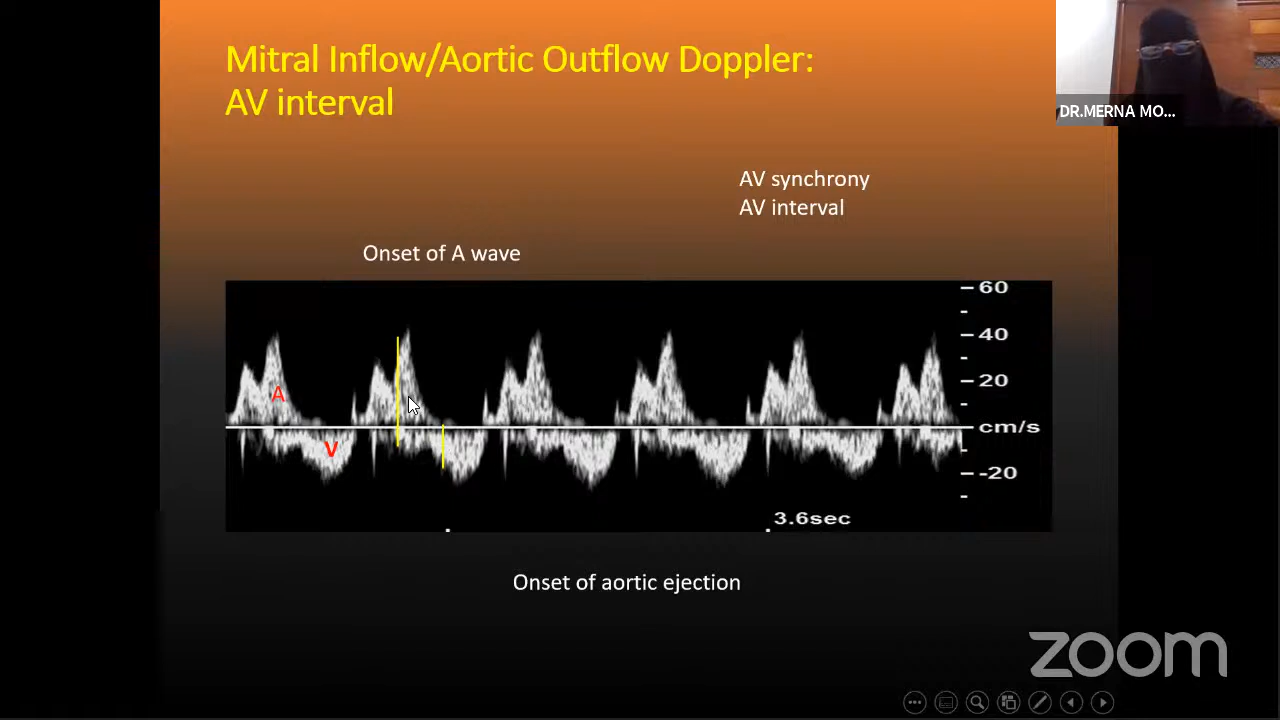 Mitral Inflow/Aortic Outflow Doppler:
AV interval
DR.MERNA MO...
AV synchrony
AV interval
Onset of A wave
60
40
20
cm/s
-20
A
V
3.6sec
Onset of aortic ejection
zoom